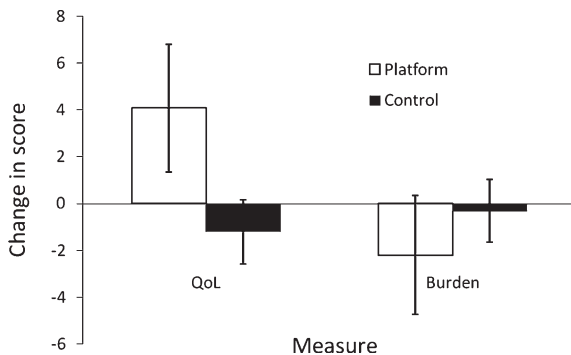 8
6
4
2
0
-2
-4
-6
Change in score
Platform
Control
QoL
Burden
Measure